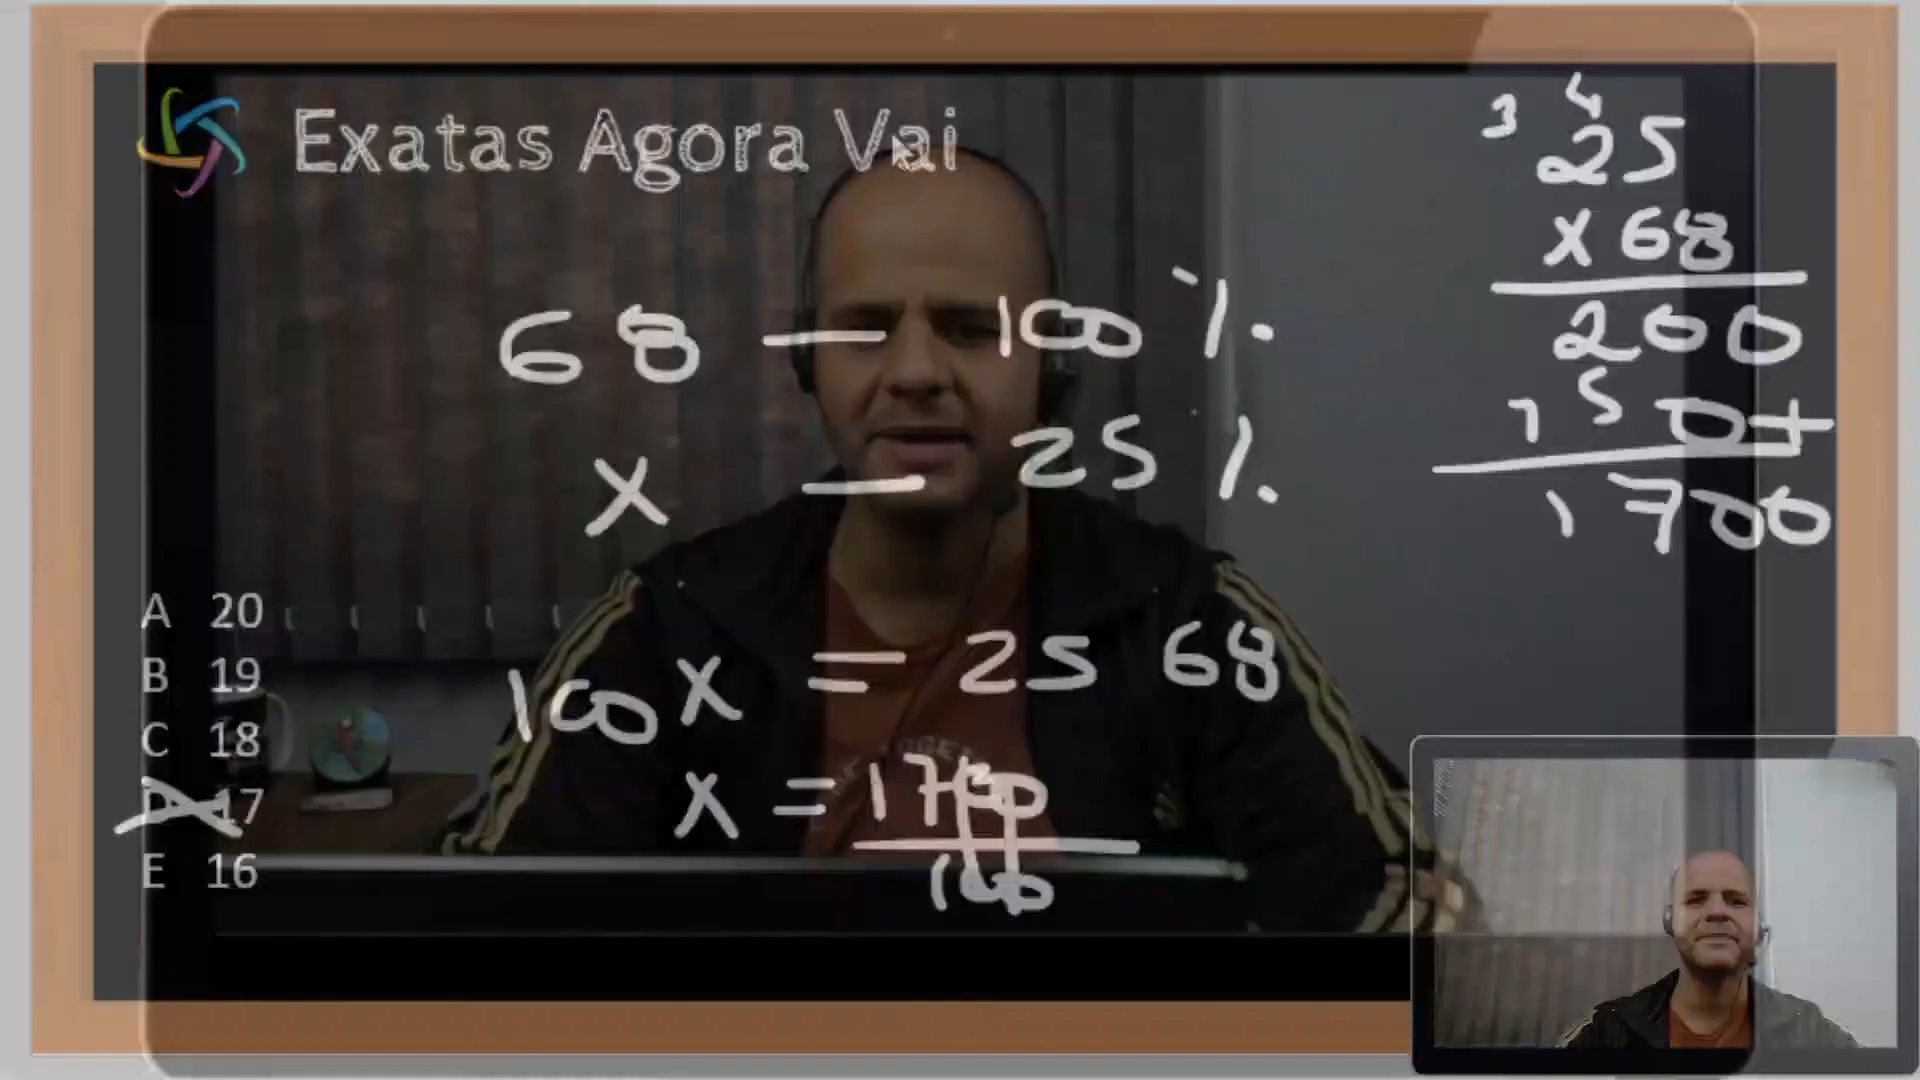 Exatas Agora Vai
3 4
25
x 68
200
150 +
1700
68 — 100 %
x — 25 %
100 x = 25 68
x = 1700
100
A 20
B 19
C 18
D 17
E 16